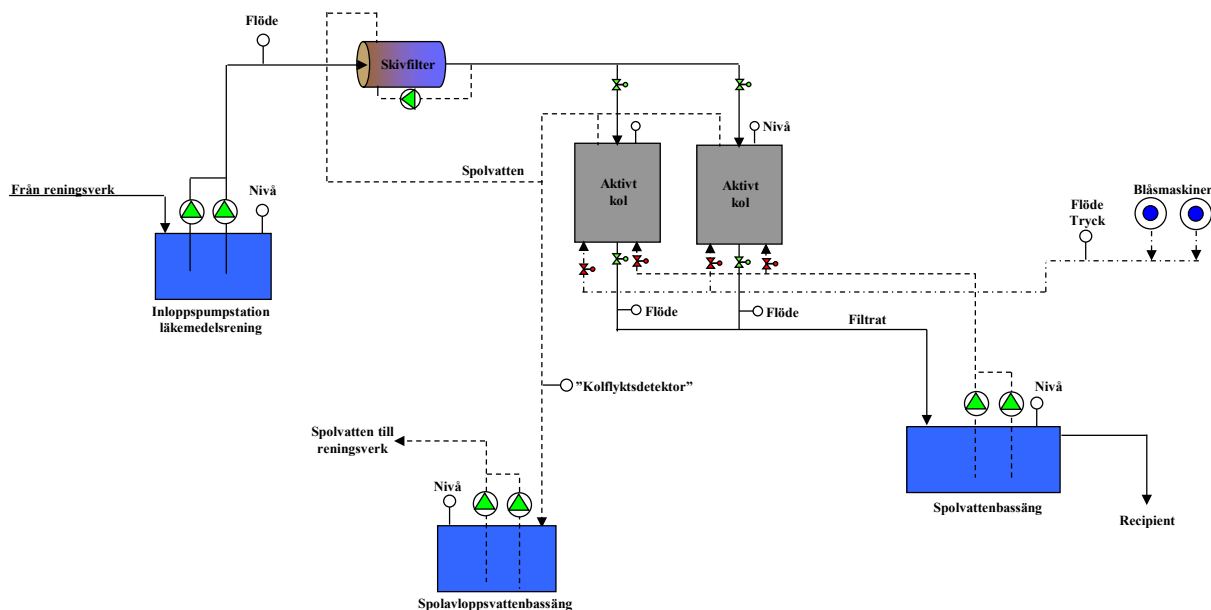 Flöde
Skivfilter
Nivå
Spolvatten
Aktivt
kol
Aktivt
kol
Från reningsverk
Nivå
Flöde
Tryck
Blåsmaskiner
Inloppspumpstation
läkemedelsrening
Flöde
Flöde
Filtrat
”Kolflyktsdetektor”
Nivå
Spolvatten till
reningsverk
Nivå
Spolvattenbassäng
Recipient
Spolavloppsvattenbassäng